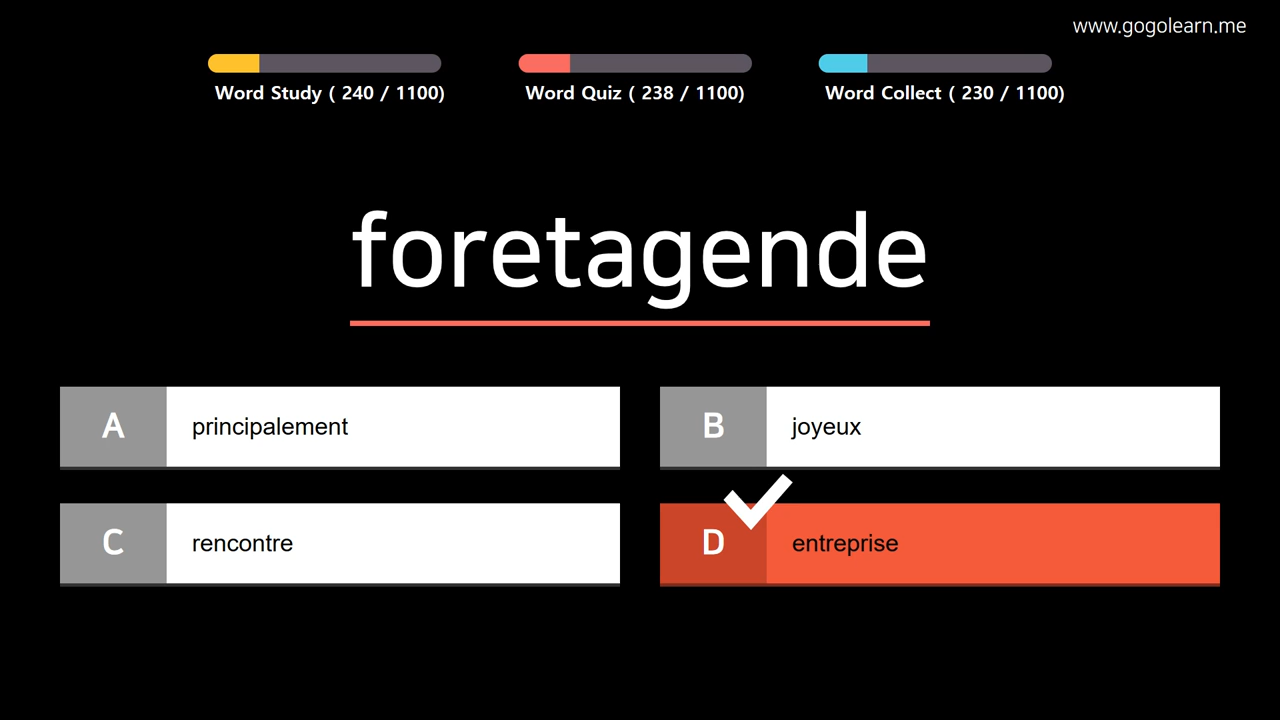 www.gogolearn.me
Word Study ( 240 / 1100)
Word Quiz ( 238 / 1100)
Word Collect ( 230 / 1100)
foretagende
A principalement
B joyeux
C rencontre
D entreprise